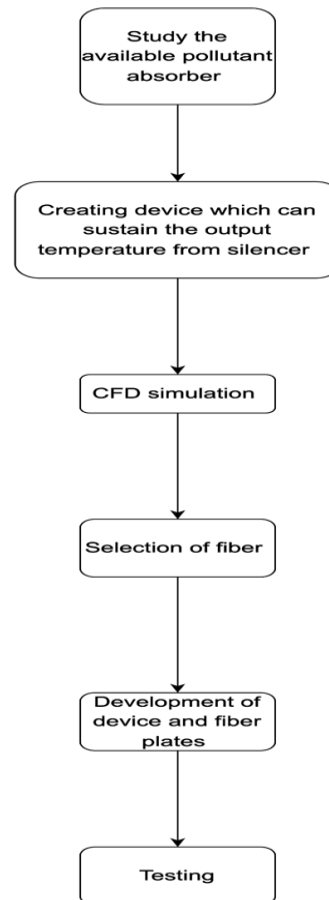 Study the
available pollutant
absorber
Creating device which can
sustain the output
temperature from silencer
CFD simulation
Selection of fiber
Development of
device and fiber
plates
Testing